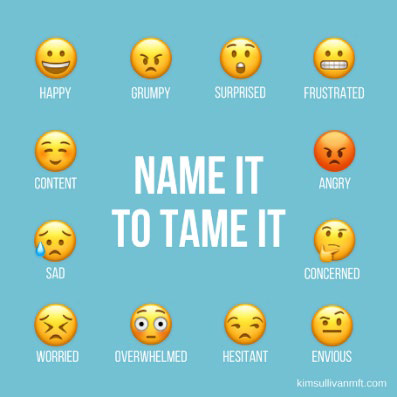 HAPPY
GRUMPY
SURPRISED
FRUSTRATED
CONTENT
NAME IT
TO TAME IT
ANGRY
SAD
CONCERNED
WORRIED
OVERWHELMED
HESITANT
ENVIOUS
kimsullivanmft.com